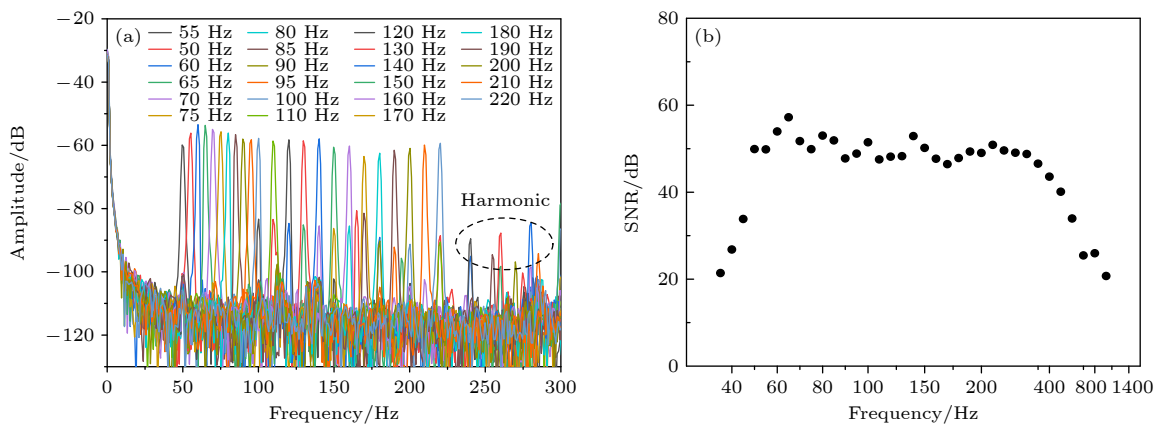 (a)
55 Hz 80 Hz 120 Hz 180 Hz
50 Hz 85 Hz 130 Hz 190 Hz
60 Hz 90 Hz 140 Hz 200 Hz
65 Hz 95 Hz 150 Hz 210 Hz
70 Hz 100 Hz 160 Hz 220 Hz
75 Hz 110 Hz 170 Hz
Harmonic
Amplitude/dB
−20
−40
−60
−80
−100
−120
0 50 100 150 200 250 300
Frequency/Hz
(b)
SNR/dB
80
60
40
20
0
40 60 80 100 150 200 400 800 1400
Frequency/Hz